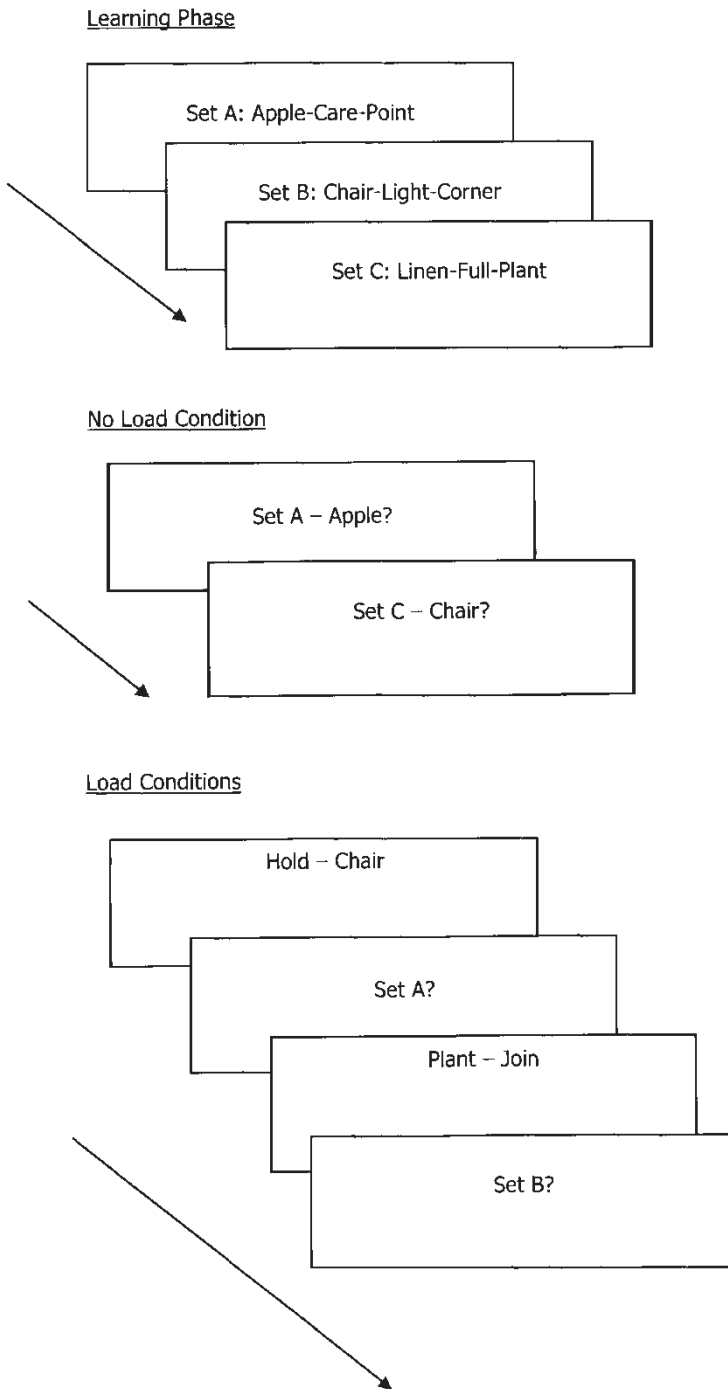 Learning Phase
Set A: Apple-Care-Point
Set B: Chair-Light-Corner
Set C: Linen-Full-Plant
No Load Condition
Set A – Apple?
Set C – Chair?
Load Conditions
Hold – Chair
Set A?
Plant – Join
Set B?